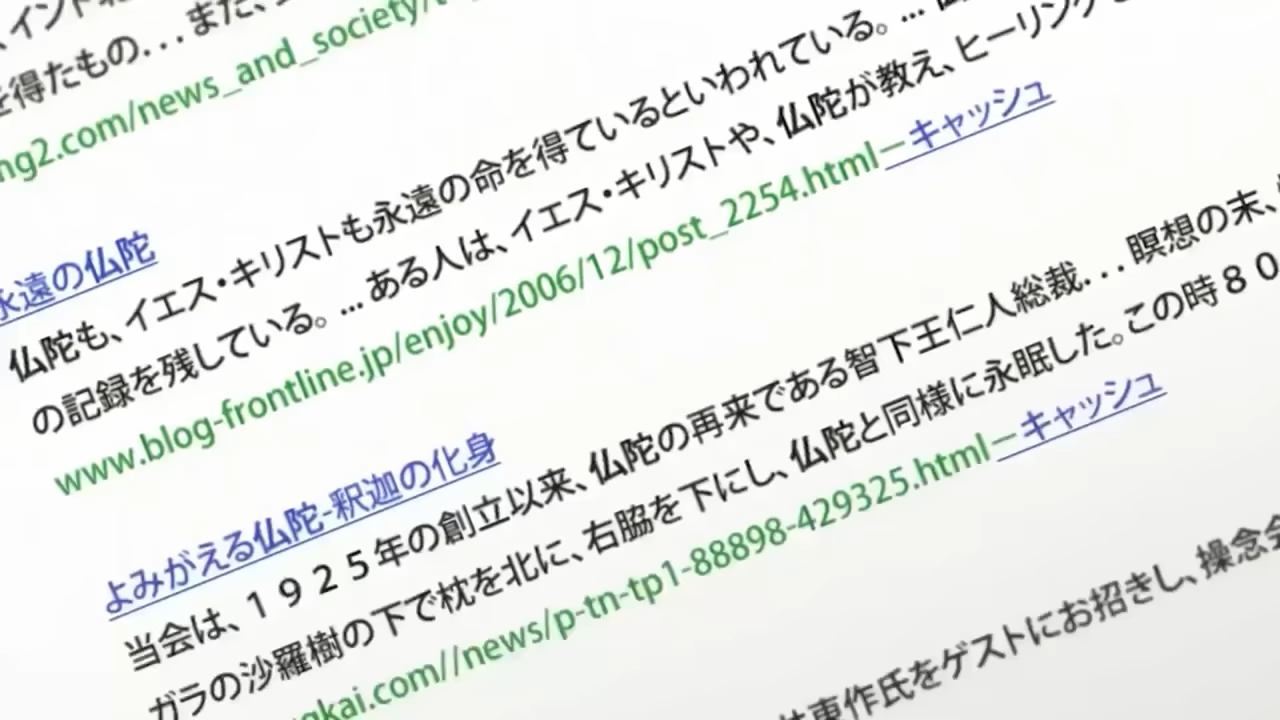 を得たもの...また、
ng2.com/news_and_society/
永遠の仏陀
仏陀も、イエス・キリストも永遠の命を得ているといわれている。...
の記録を残している。...ある人は、イエス・キリストや、仏陀が教え、ヒーリング
www.blog-frontline.jp/enjoy/2006/12/post_2254.html－キャッシュ
よみがえる仏陀-釈迦の化身
当会は、１９２５年の創立以来、仏陀の再来である智下王仁人総裁...瞑想の末、
ガラの沙羅樹の下で枕を北に、右脇を下にし、仏陀と同様に永眠した。この時８０
gkai.com//news/p-tn-tp1-88898-429325.html－キャッシュ
東作氏をゲストにお招きし、操念会